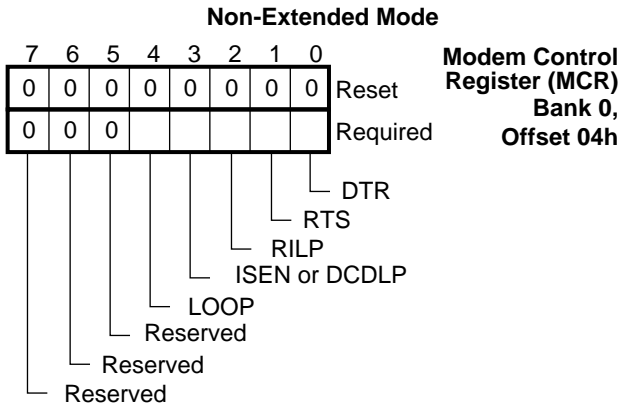 Non-Extended Mode
7 6 5 4 3 2 1 0
0 0 0 0 0 0 0 0 Reset
0 0 0 Required
Modem Control
Register (MCR)
Bank 0,
Offset 04h
DTR
RTS
RILP
ISEN or DCDLP
LOOP
Reserved
Reserved
Reserved